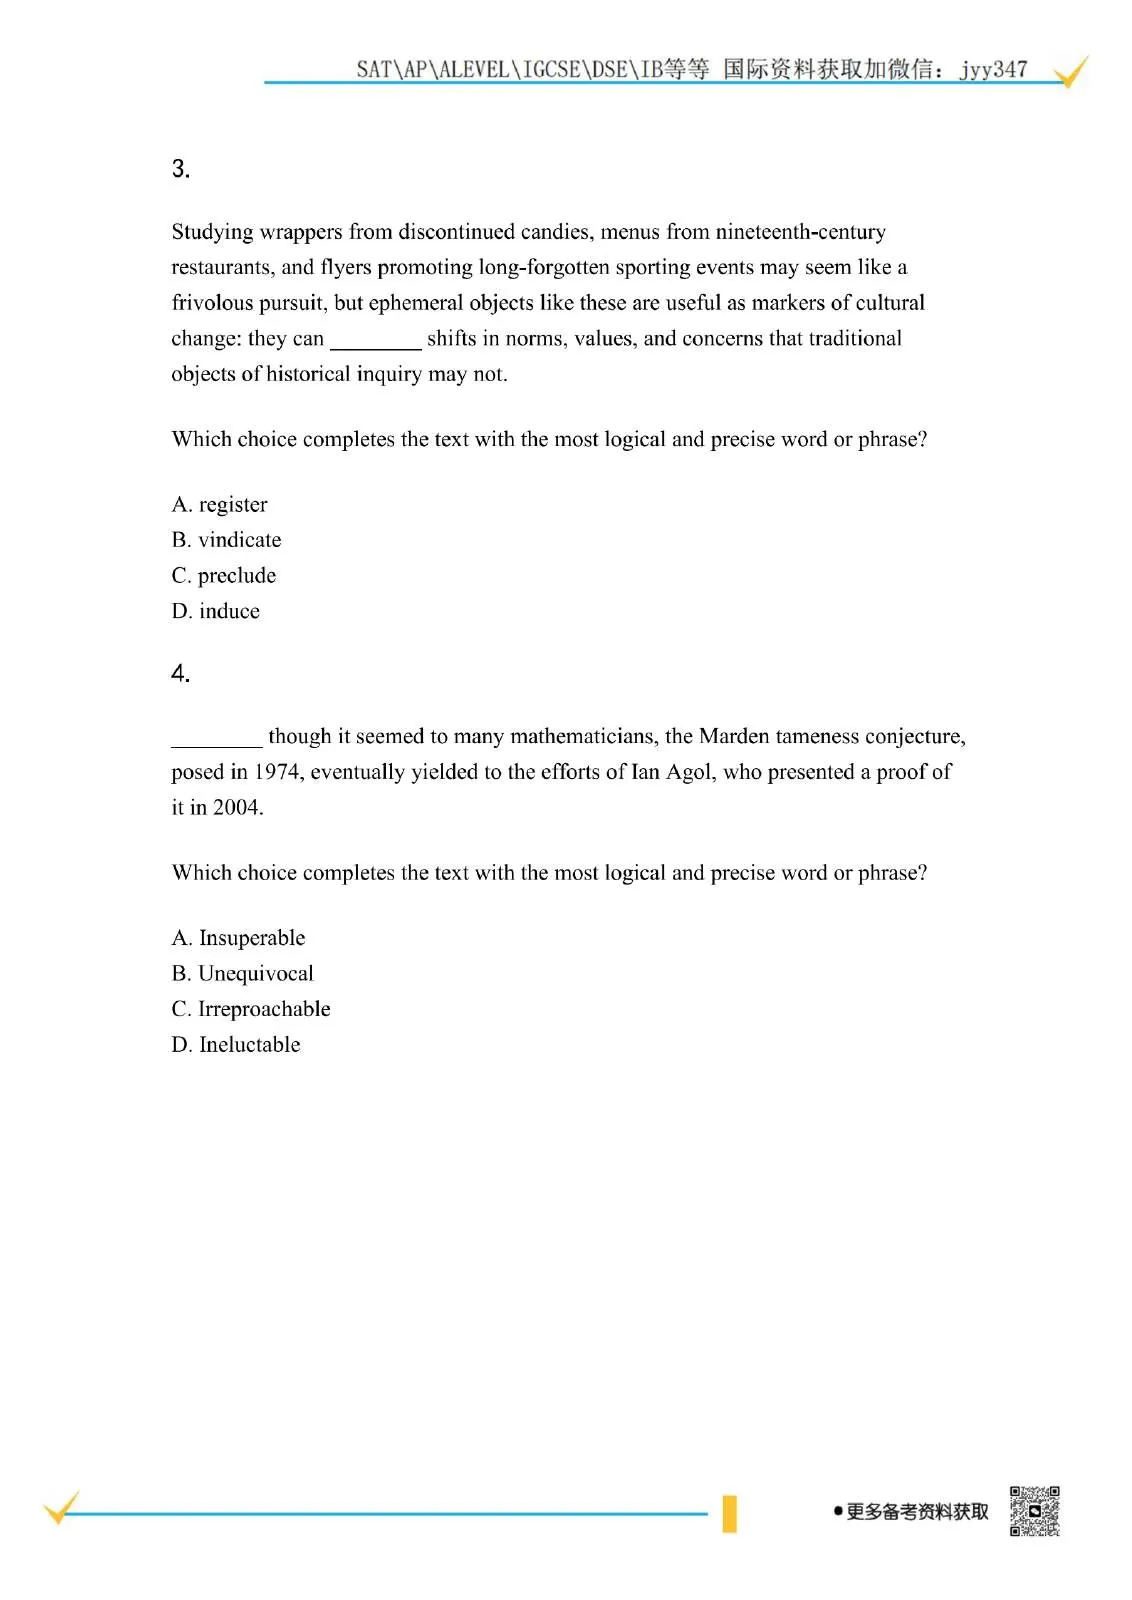 SAT\AP\ALEVEL\IGCSE\DSE\IB等等 国际资料获取加微信：jyy347
3.
Studying wrappers from discontinued candies, menus from nineteenth-century
restaurants, and flyers promoting long-forgotten sporting events may seem like a
frivolous pursuit, but ephemeral objects like these are useful as markers of cultural
change: they can ________ shifts in norms, values, and concerns that traditional
objects of historical inquiry may not.
Which choice completes the text with the most logical and precise word or phrase?
A. register
B. vindicate
C. preclude
D. induce
4.
________ though it seemed to many mathematicians, the Marden tameness conjecture,
posed in 1974, eventually yielded to the efforts of Ian Agol, who presented a proof of
it in 2004.
Which choice completes the text with the most logical and precise word or phrase?
A. Insuperable
B. Unequivocal
C. Irreproachable
D. Ineluctable
•更多备考资料获取